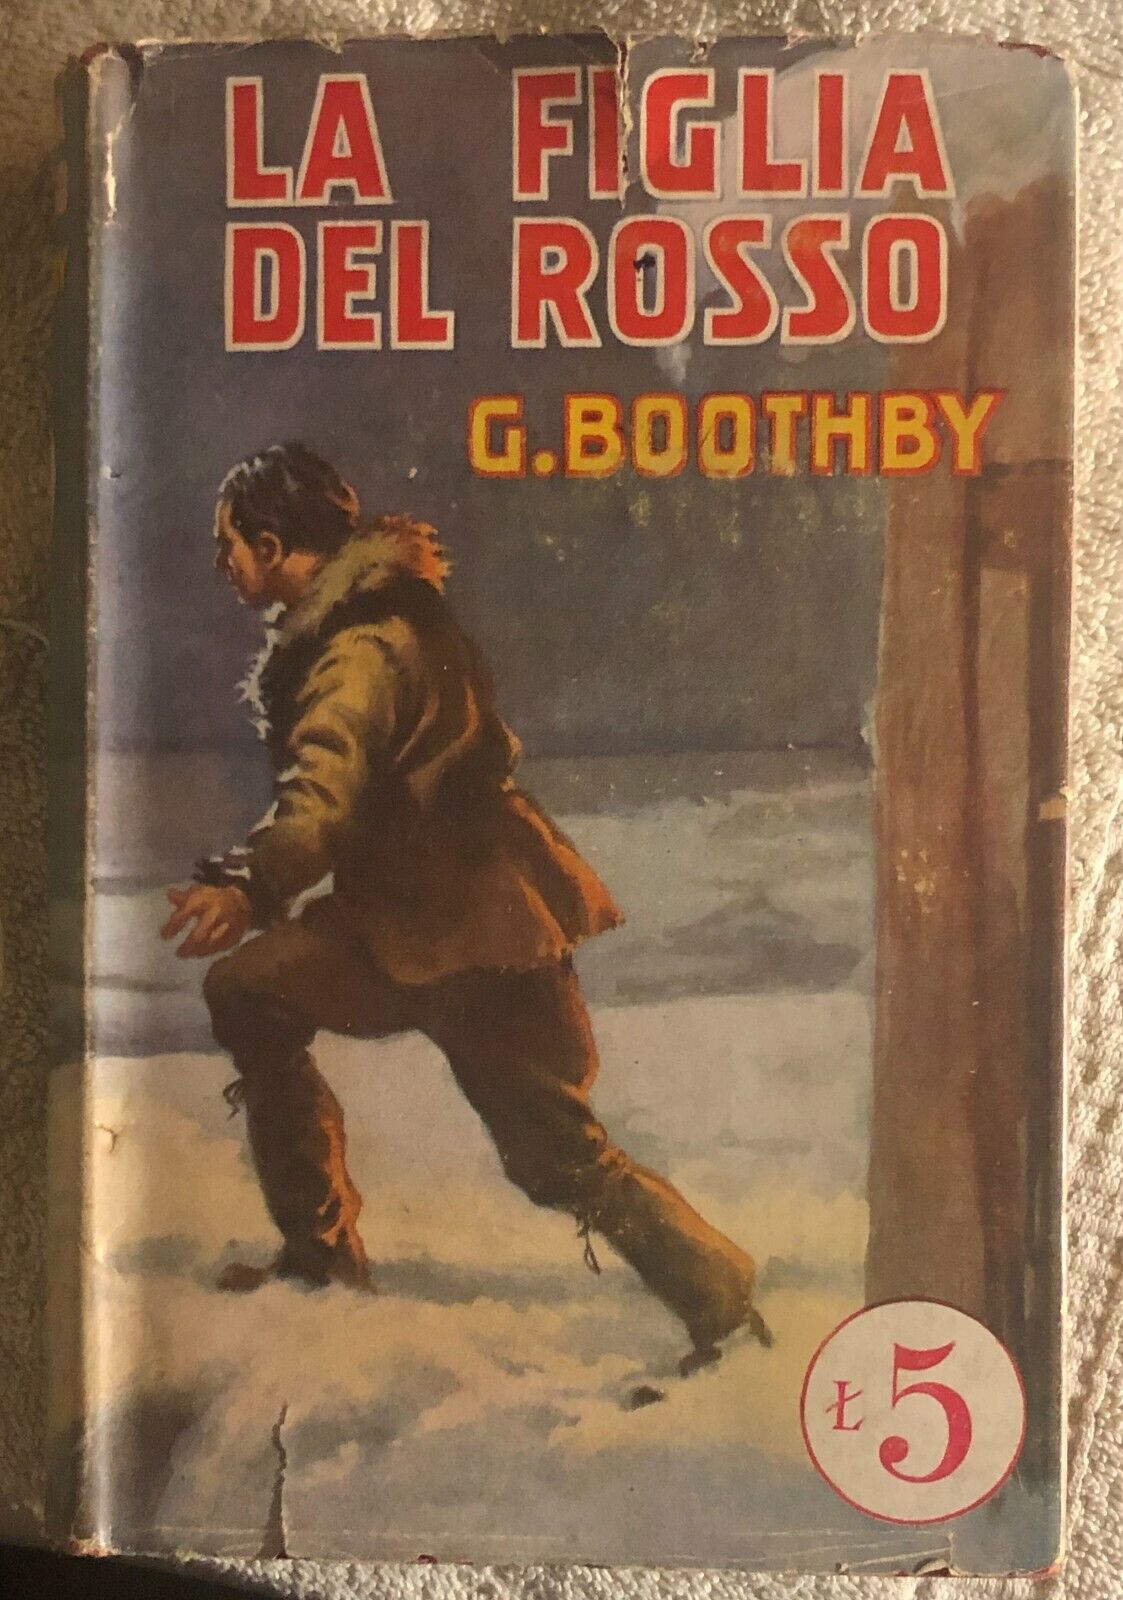 LA FIGLIA
DEL ROSSO
G. BOOTHBY
Ł 5